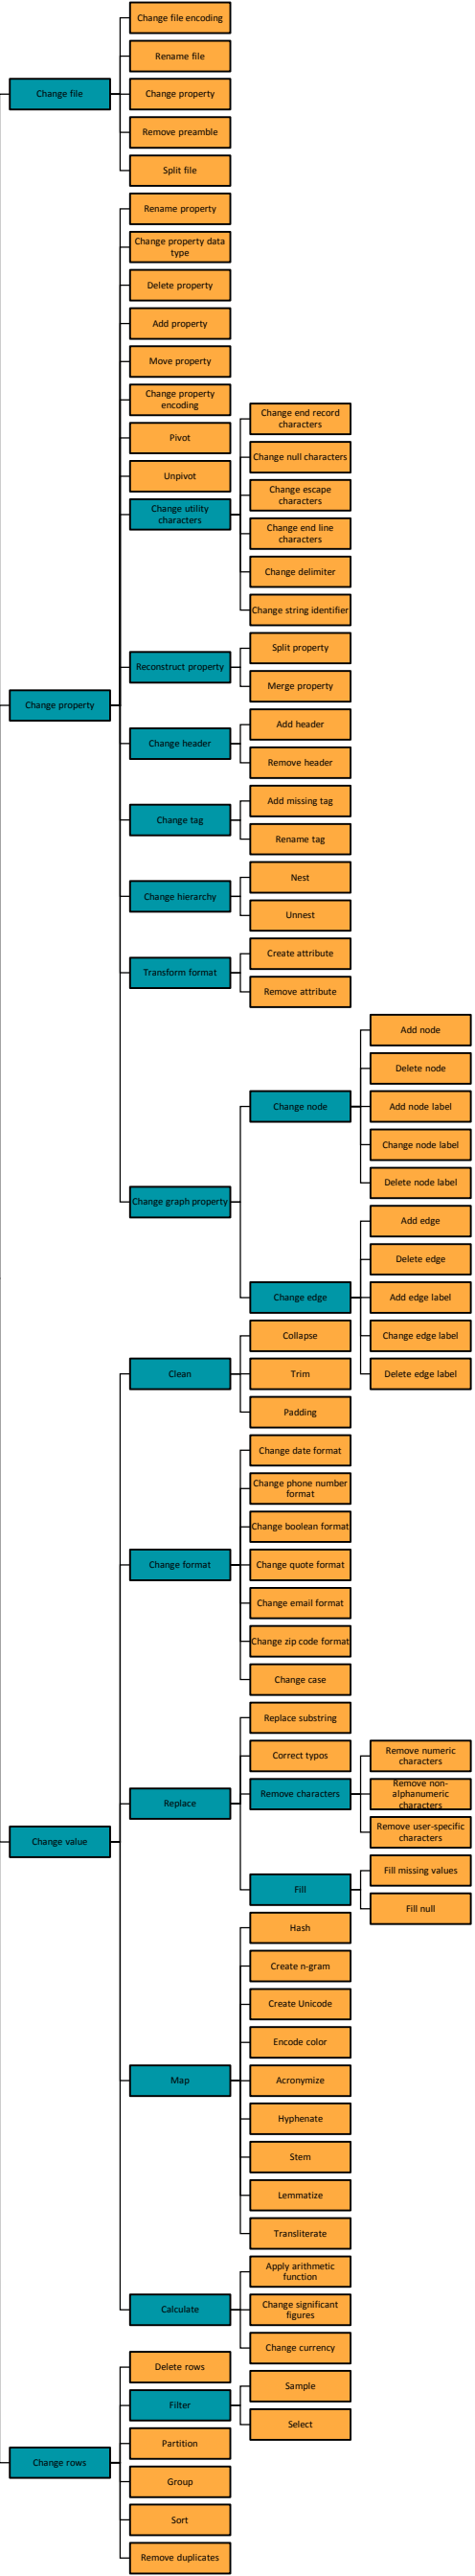 Change file encoding
Rename file
Change file
Change property
Remove preamble
Split file
Rename property
Change property data
type
Delete property
Add property
Move property
Change property
encoding
Change end record
characters
Pivot
Change null characters
Unpivot
Change escape
characters
Change utility
characters
Change end line
characters
Change delimiter
Change string identifier
Split property
Reconstruct property
Merge property
Change property
Add header
Change header
Remove header
Add missing tag
Change tag
Rename tag
Nest
Change hierarchy
Unnest
Create attribute
Transform format
Remove attribute
Add node
Delete node
Change node
Add node label
Change node label
Delete node label
Change graph property
Add edge
Delete edge
Change edge
Add edge label
Collapse
Change edge label
Clean
Trim
Delete edge label
Padding
Change date format
Change phone number
format
Change boolean format
Change format
Change quote format
Change email format
Change zip code format
Change case
Replace substring
Correct typos
Remove numeric
characters
Replace
Remove characters
Remove non-
alphanumeric
characters
Change value
Remove user-specific
characters
Fill missing values
Fill
Fill null
Hash
Create n-gram
Create Unicode
Encode color
Map
Acronymize
Hyphenate
Stem
Lemmatize
Transliterate
Apply arithmetic
function
Calculate
Change significant
figures
Change currency
Delete rows
Sample
Filter
Select
Partition
Change rows
Group
Sort
Remove duplicates